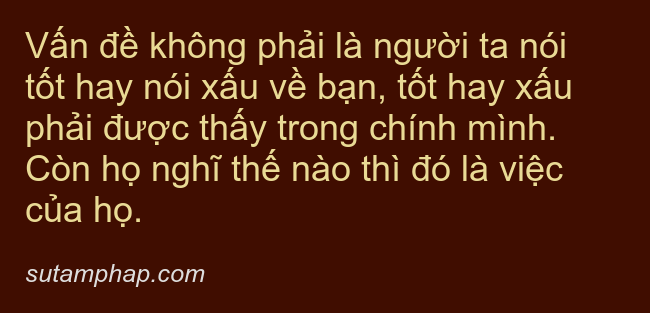 Vấn đề không phải là người ta nói
tốt hay nói xấu về bạn, tốt hay xấu
phải được thấy trong chính mình.
Còn họ nghĩ thế nào thì đó là việc
của họ.
sutamphap.com